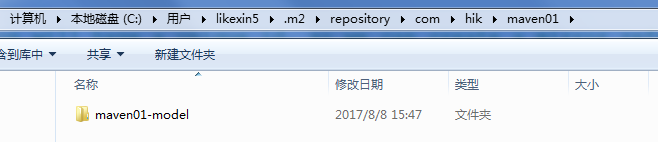 计算机 ▸ 本地磁盘 (C:) ▸ 用户 ▸ likexin5 ▸ .m2 ▸ repository ▸ com ▸ hik ▸ maven01 ▸
含到库中 ▼ 共享 ▼ 新建文件夹
名称 修改日期 类型 大小
maven01-model 2017/8/8 15:47 文件夹